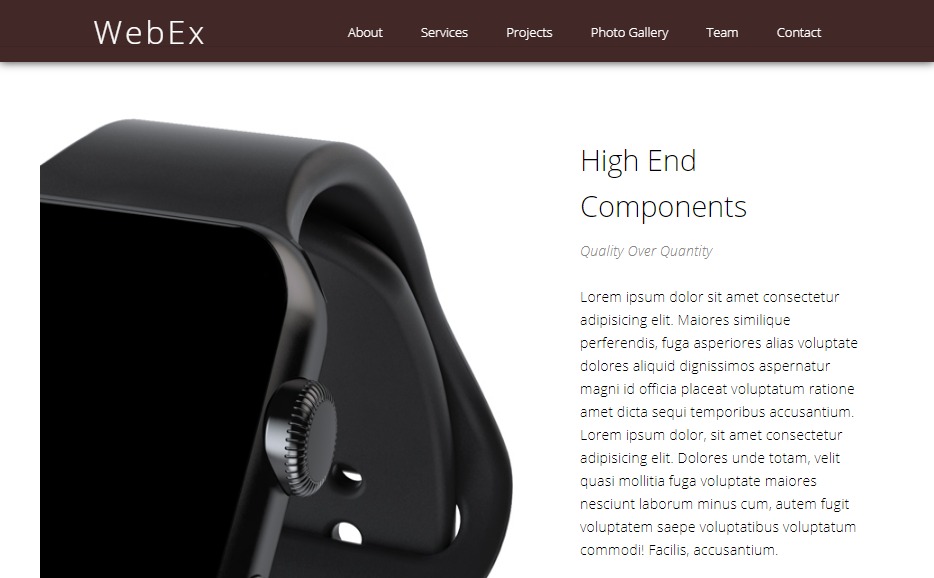 WebEx
About Services Projects Photo Gallery Team Contact
High End
Components
Quality Over Quantity
Lorem ipsum dolor sit amet consectetur
adipisicing elit. Maiores similique
perferendis, fuga asperiores alias voluptate
dolores aliquid dignissimos aspernatur
magni id officia placeat voluptatum ratione
amet dicta sequi temporibus accusantium.
Lorem ipsum dolor, sit amet consectetur
adipisicing elit. Dolores unde totam, velit
quasi mollitia fuga voluptate maiores
nesciunt laborum minus cum, autem fugit
voluptatem saepe voluptatibus voluptatum
commodi! Facilis, accusantium.